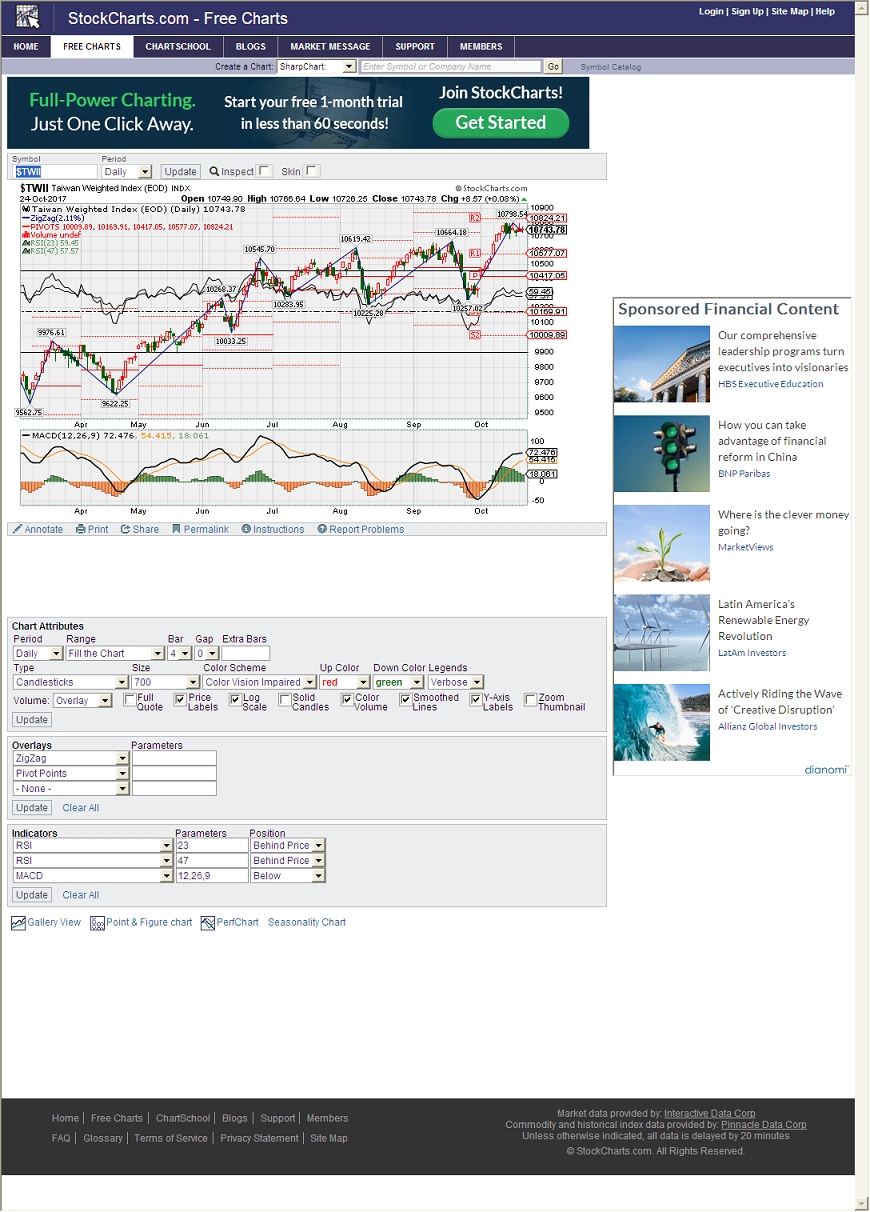 StockCharts.com - Free Charts
Login | Sign Up | Site Map | Help
HOME FREE CHARTS CHARTSCHOOL BLOGS MARKET MESSAGE SUPPORT MEMBERS
Create a Chart: SharpChart: Enter Symbol or Company Name Go Symbol Catalog
Full-Power Charting.
Just One Click Away.
Start your free 1-month trial
in less than 60 seconds!
Join StockCharts!
Get Started
Symbol Period
$TWII Daily Update Inspect Skin
$TWII Taiwan Weighted Index (EOD) INDX © StockCharts.com
24-Oct-2017 Open 10749.90 High 10766.64 Low 10726.25 Close 10743.78 Chg +8.57 (+0.08%)
Taiwan Weighted Index (EOD) (Daily) 10743.78
ZigZag(2.11%)
PIVOTS 10009.89, 10169.91, 10417.05, 10577.07, 10824.21
Volume undef
RSI(23) 59.45
RSI(47) 57.57
10798.54
10664.18
10619.42
10545.70
10268.37
10283.95
10257.02
10225.28
10033.25
9976.61
9622.25
9562.75
R2
R1
P
S2
10900
10824.21
10743.78
10577.07
10500
10417.05
59.45
10169.91
10100
10009.89
9900
9800
9700
9600
9500
Apr May Jun Jul Aug Sep Oct
MACD(12,26,9) 72.476, 54.415, 18.061
100
72.476
54.415
18.061
0
-50
Apr May Jun Jul Aug Sep Oct
Annotate Print Share Permalink Instructions Report Problems
Chart Attributes
Period Range Bar Gap Extra Bars
Daily Fill the Chart 4 0
Type Size Color Scheme Up Color Down Color Legends
Candlesticks 700 Color Vision Impaired red green Verbose
Volume: Overlay Full Quote Price Labels Log Scale Solid Candles Color Volume Smoothed Lines Y-Axis Labels Zoom Thumbnail
Update
Overlays Parameters
ZigZag
Pivot Points
- None -
Update Clear All
Indicators Parameters Position
RSI 23 Behind Price
RSI 47 Behind Price
MACD 12,26,9 Below
Update Clear All
Gallery View Point & Figure chart PerfChart Seasonality Chart
Sponsored Financial Content
Our comprehensive
leadership programs turn
executives into visionaries
HBS Executive Education
How you can take
advantage of financial
reform in China
BNP Paribas
Where is the clever money
going?
MarketViews
Latin America's
Renewable Energy
Revolution
LatAm Investors
Actively Riding the Wave
of ‘Creative Disruption’
Allianz Global Investors
dianomi
Home | Free Charts | ChartSchool | Blogs | Support | Members
FAQ | Glossary | Terms of Service | Privacy Statement | Site Map
Market data provided by: Interactive Data Corp
Commodity and historical index data provided by: Pinnacle Data Corp
Unless otherwise indicated, all data is delayed by 20 minutes
© StockCharts.com. All Rights Reserved.